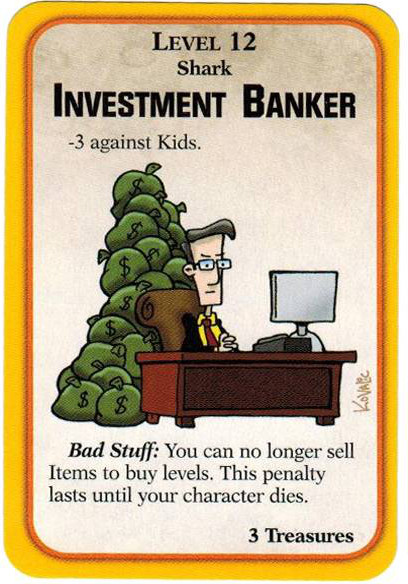 LEVEL 12
Shark
INVESTMENT BANKER
-3 against Kids.
$
$
$
$
$
$
$
KOVALIC
Bad Stuff: You can no longer sell
Items to buy levels. This penalty
lasts until your character dies.
3 Treasures